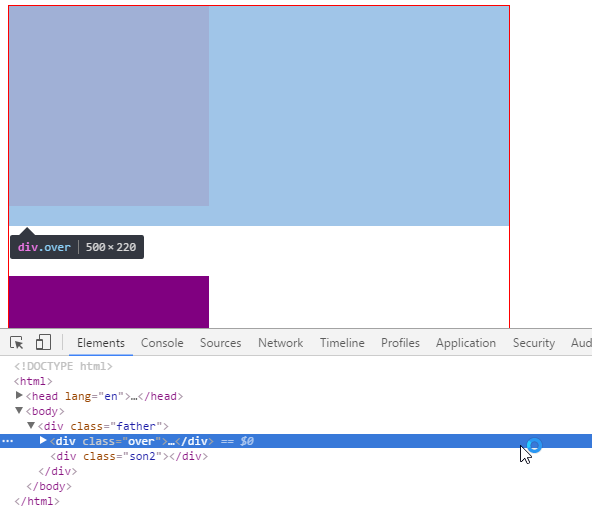 div.over | 500 × 220
Elements Console Sources Network Timeline Profiles Application Security Aud
<!DOCTYPE html>
<html>
<head lang="en">…</head>
<body>
<div class="father">
<div class="over">…</div> == $0
<div class="son2"></div>
</div>
</body>
</html>